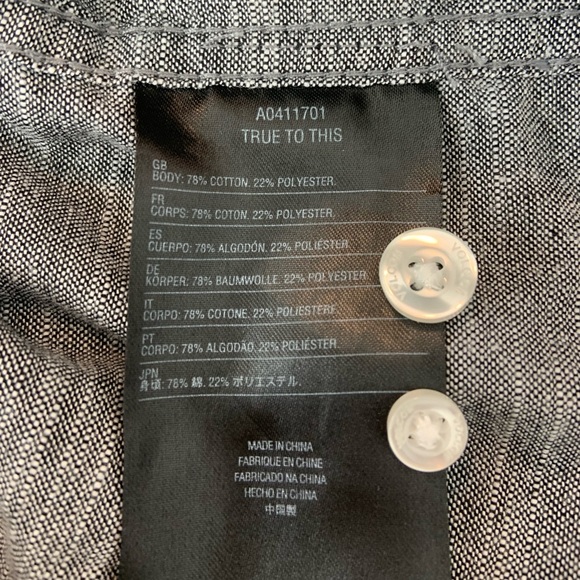 A0411701
TRUE TO THIS
GB
BODY: 78% COTTON. 22% POLYESTER.
FR
CORPS: 78% COTON. 22% POLYESTER.
ES
CUERPO: 78% ALGODÓN. 22% POLIÉSTER.
DE
KÖRPER: 78% BAUMWOLLE. 22% POLYESTER.
IT
CORPO: 78% COTONE. 22% POLIESTERE.
PT
CORPO: 78% ALGODÃO. 22% POLIÉSTER.
JPN
身頃: 78% 綿. 22% ポリエステル.
MADE IN CHINA
FABRIQUE EN CHINE
FABRICADO NA CHINA
HECHO EN CHINA
中国製